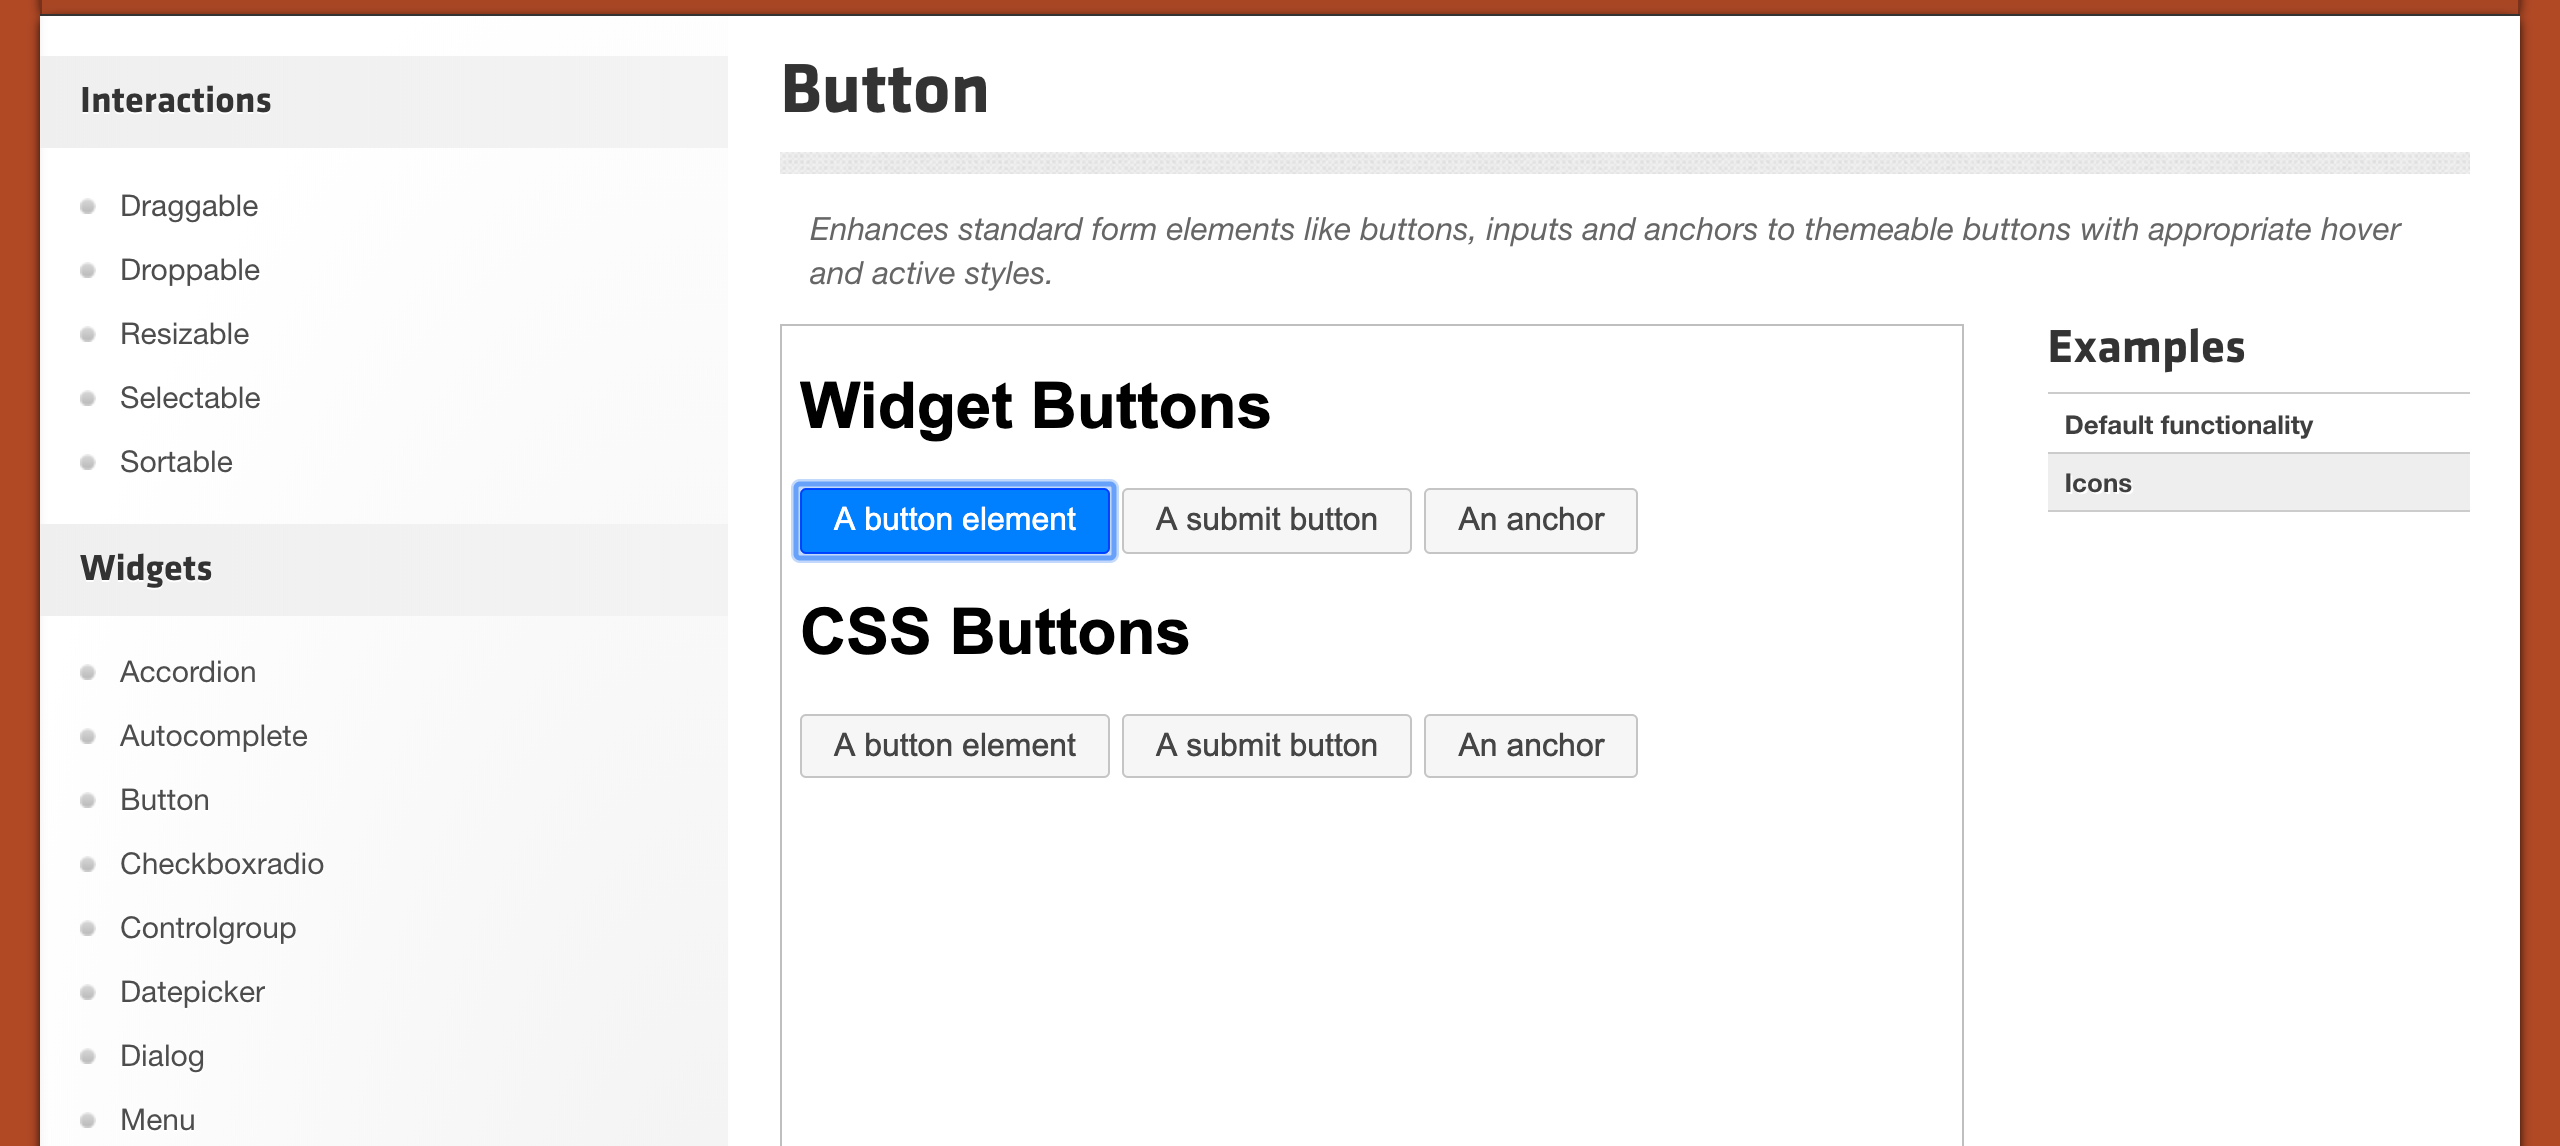 Interactions
Draggable
Droppable
Resizable
Selectable
Sortable
Widgets
Accordion
Autocomplete
Button
Checkboxradio
Controlgroup
Datepicker
Dialog
Menu
Button
Enhances standard form elements like buttons, inputs and anchors to themeable buttons with appropriate hover
and active styles.
Widget Buttons
A button element A submit button An anchor
CSS Buttons
A button element A submit button An anchor
Examples
Default functionality
Icons